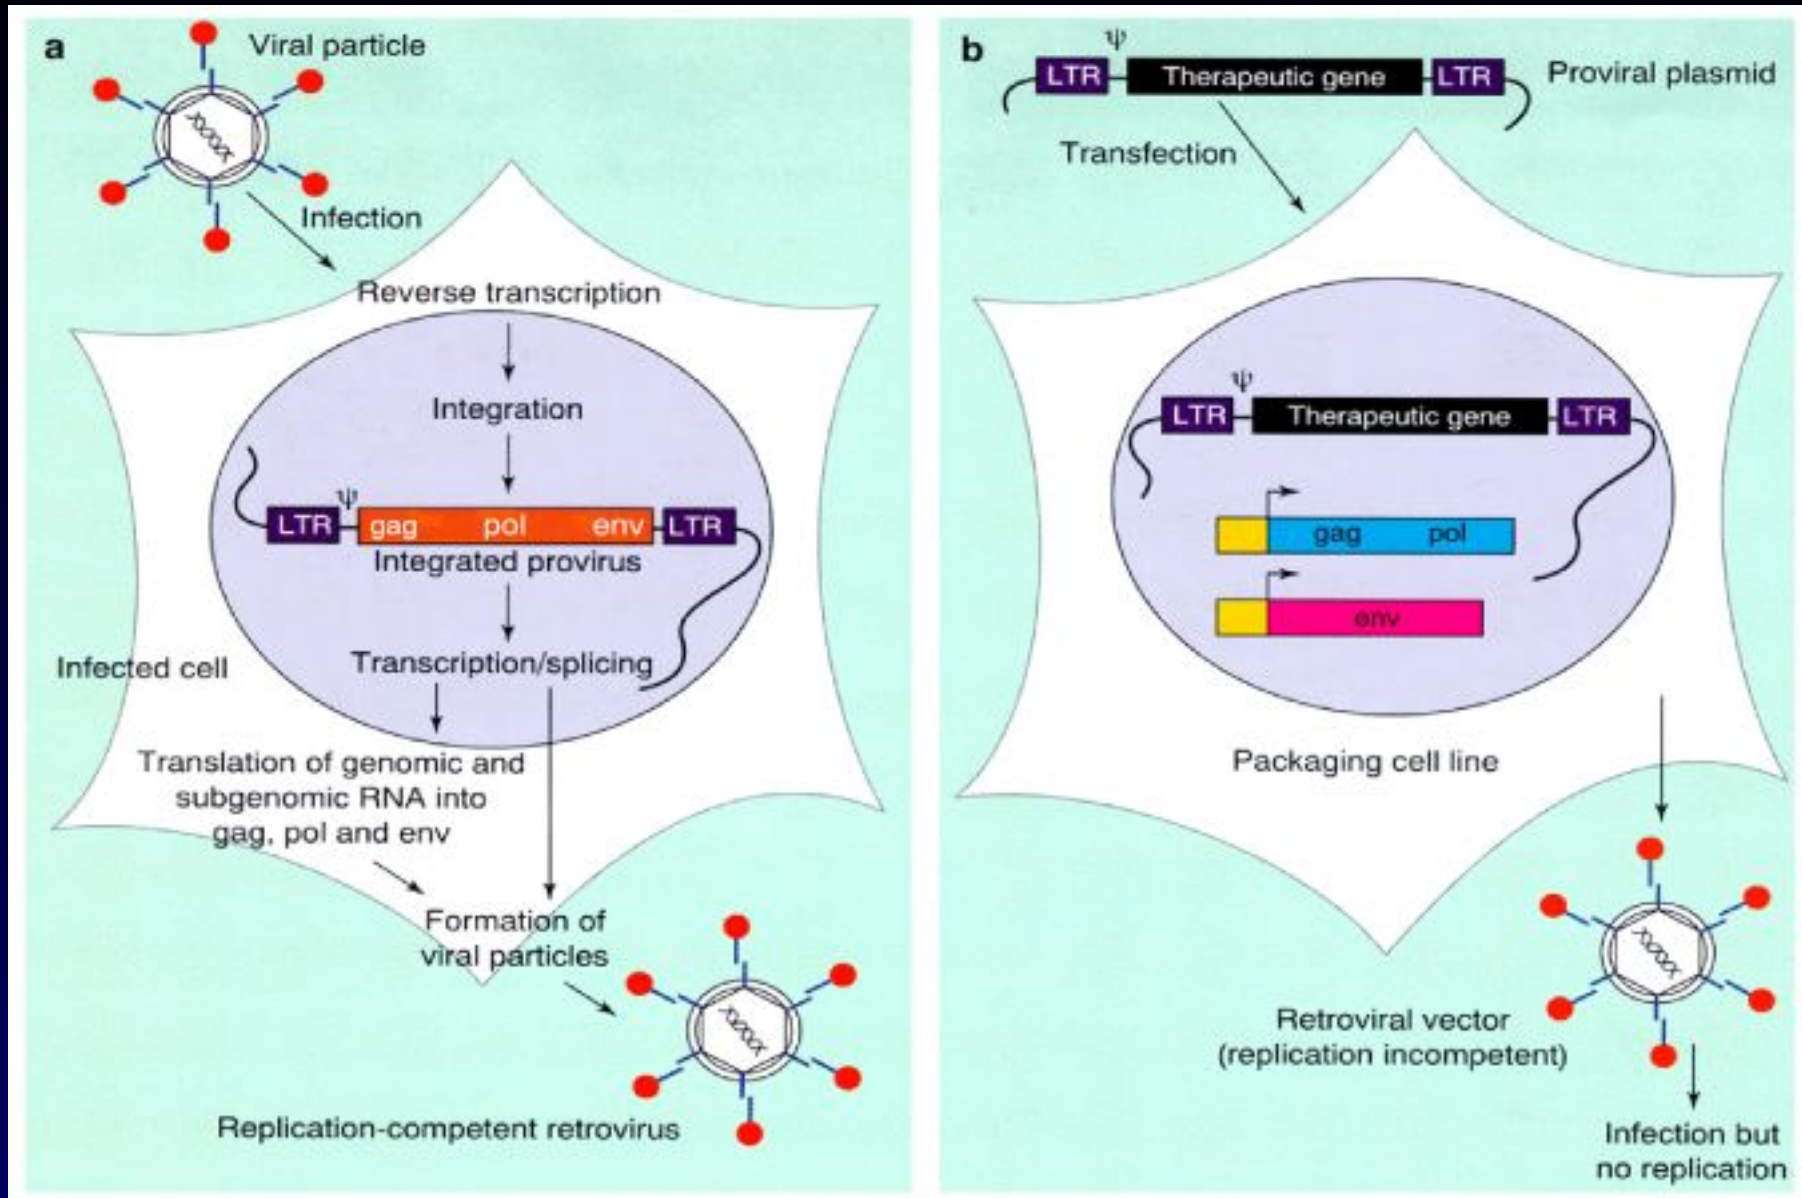 a
Viral particle
Infection
Reverse transcription
Integration
ψ
LTR gag pol env LTR
Integrated provirus
Transcription/splicing
Infected cell
Translation of genomic and
subgenomic RNA into
gag, pol and env
Formation of
viral particles
Replication-competent retrovirus
b
ψ
LTR Therapeutic gene LTR
Proviral plasmid
Transfection
ψ
LTR Therapeutic gene LTR
gag pol
env
Packaging cell line
Retroviral vector
(replication incompetent)
Infection but
no replication